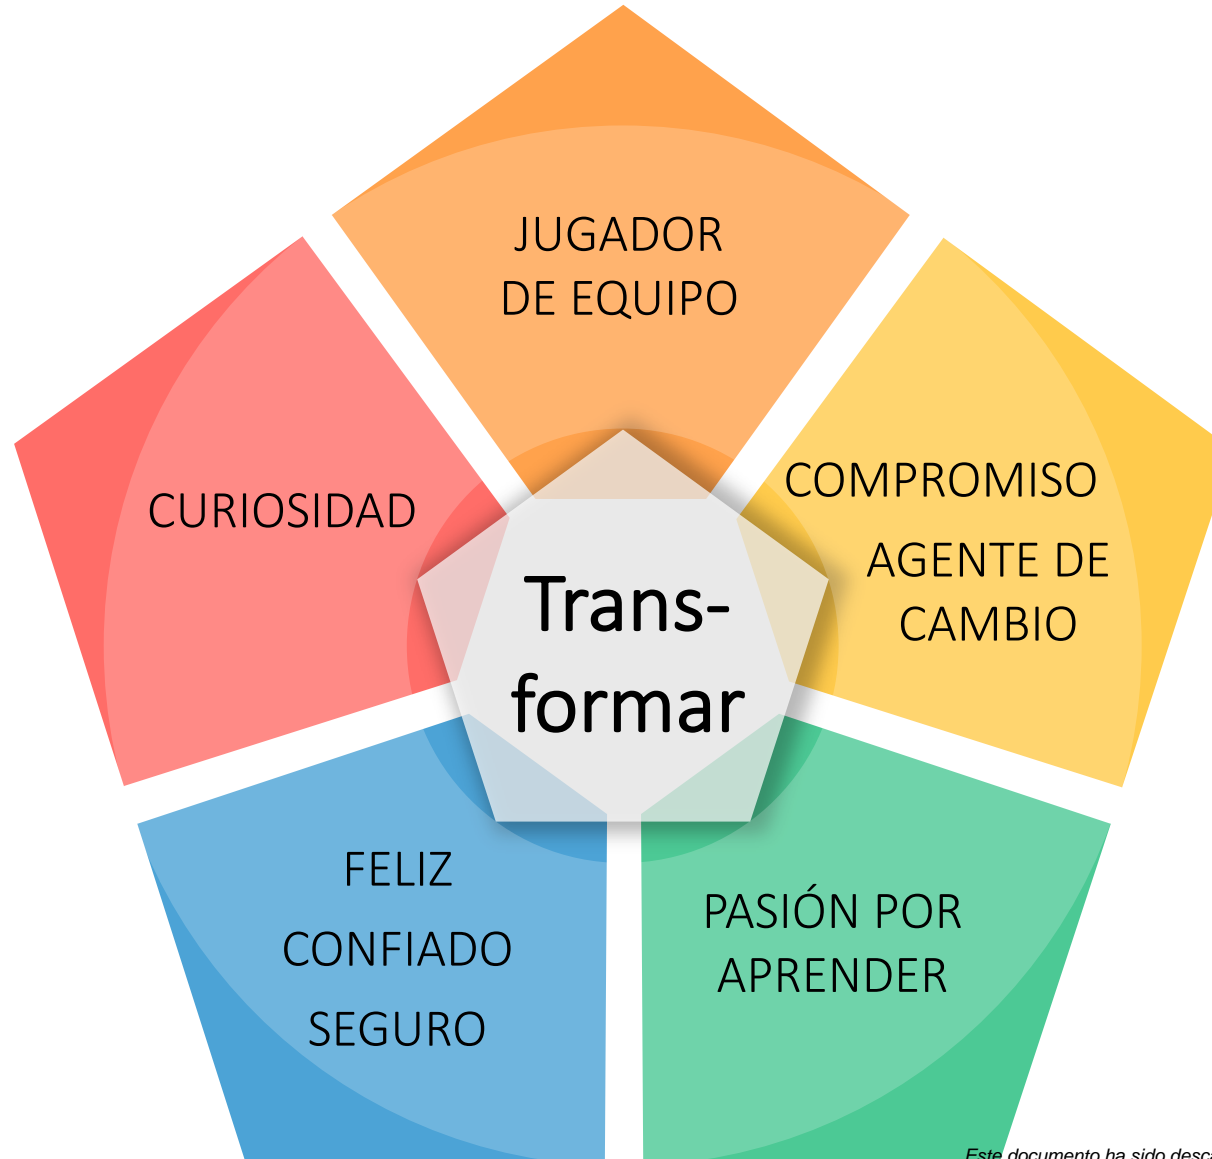 JUGADOR
DE EQUIPO
COMPROMISO
AGENTE DE
CAMBIO
CURIOSIDAD
Trans-
formar
FELIZ
CONFIADO
SEGURO
PASIÓN POR
APRENDER
Este documento ha sido